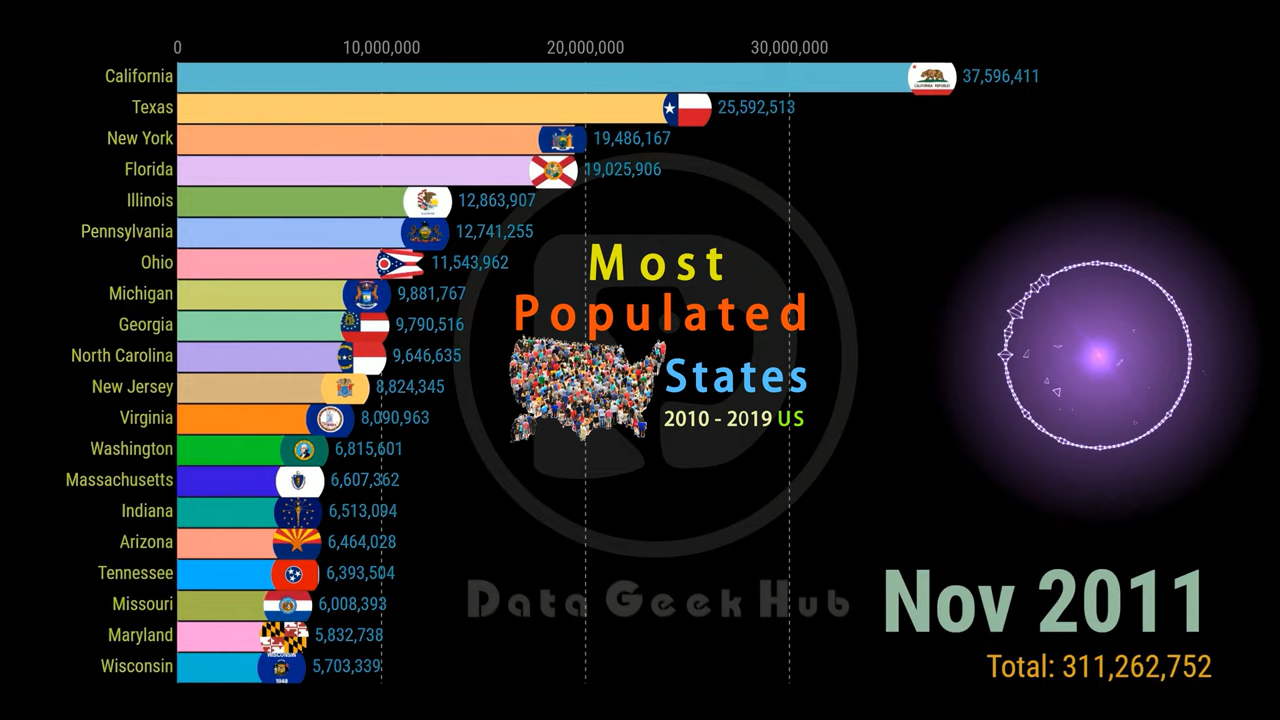 0 10,000,000 20,000,000 30,000,000
California 37,596,411
Texas 25,592,513
New York 19,486,167
Florida 19,025,906
Illinois 12,863,907
Pennsylvania 12,741,255
Ohio 11,543,962
Michigan 9,881,767
Georgia 9,790,516
North Carolina 9,646,635
New Jersey 8,824,345
Virginia 8,090,963
Washington 6,815,601
Massachusetts 6,607,362
Indiana 6,513,094
Arizona 6,464,028
Tennessee 6,393,504
Missouri 6,008,393
Maryland 5,832,738
Wisconsin 5,703,339
Most
Populated
States
2010 - 2019 US
Data Geek Hub
Nov 2011
Total: 311,262,752
CALIFORNIA REPUBLIC
WISCONSIN
1848